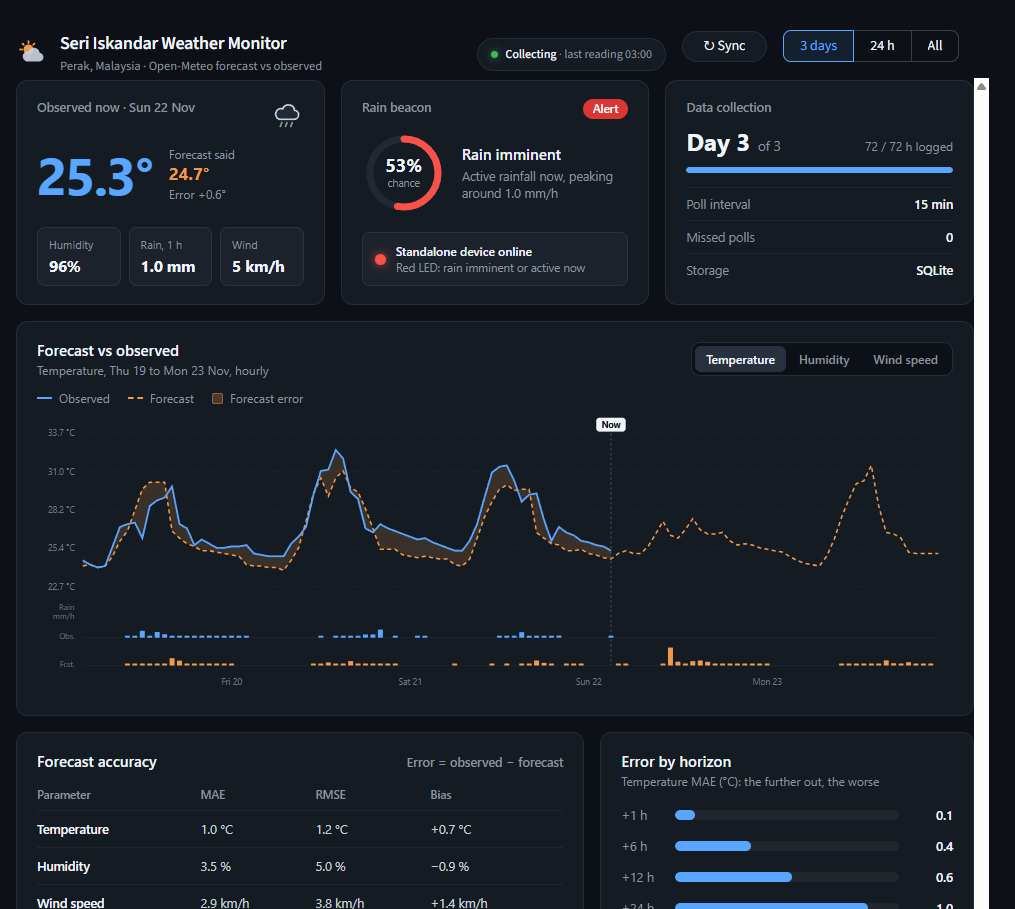 Seri Iskandar Weather Monitor
Perak, Malaysia · Open-Meteo forecast vs observed
Collecting · last reading 03:00
↻ Sync
3 days
24 h
All
Observed now · Sun 22 Nov
25.3°
Forecast said
24.7°
Error +0.6°
Humidity
96%
Rain, 1 h
1.0 mm
Wind
5 km/h
Rain beacon
Alert
53%
chance
Rain imminent
Active rainfall now, peaking
around 1.0 mm/h
Standalone device online
Red LED: rain imminent or active now
Data collection
Day 3 of 3
72 / 72 h logged
Poll interval 15 min
Missed polls 0
Storage SQLite
Forecast vs observed
Temperature, Thu 19 to Mon 23 Nov, hourly
Temperature
Humidity
Wind speed
Observed
Forecast
Forecast error
Now
33.7 °C
31.0 °C
28.2 °C
25.4 °C
22.7 °C
Rain
mm/h
Obs.
Fcst.
Fri 20
Sat 21
Sun 22
Mon 23
Forecast accuracy
Error = observed − forecast
Parameter MAE RMSE Bias
Temperature 1.0 °C 1.2 °C +0.7 °C
Humidity 3.5 % 5.0 % −0.9 %
Wind speed 2.9 km/h 3.8 km/h +1.4 km/h
Error by horizon
Temperature MAE (°C): the further out, the worse
+1 h 0.1
+6 h 0.4
+12 h 0.6
+24 h 1.0